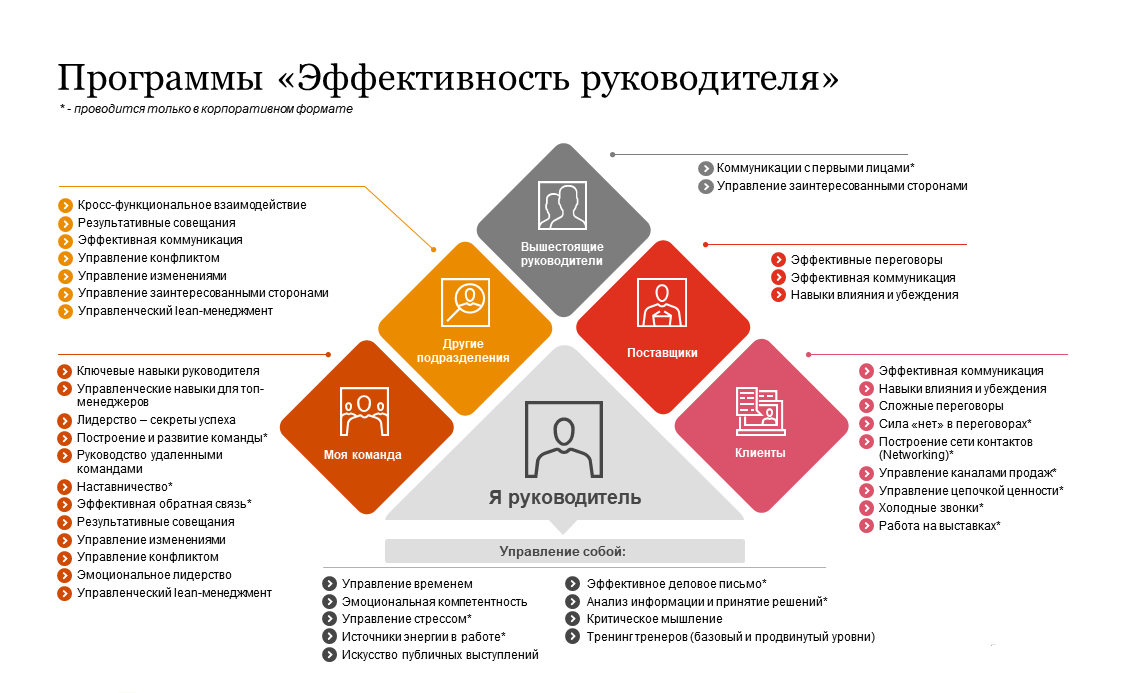 Программы «Эффективность руководителя»
* - проводится только в корпоративном формате
Вышестоящие
руководители
Коммуникации с первыми лицами*
Управление заинтересованными сторонами
Другие
подразделения
Кросс-функциональное взаимодействие
Результативные совещания
Эффективная коммуникация
Управление конфликтом
Управление изменениями
Управление заинтересованными сторонами
Управленческий lean-менеджмент
Поставщики
Эффективные переговоры
Эффективная коммуникация
Навыки влияния и убеждения
Моя команда
Ключевые навыки руководителя
Управленческие навыки для топ-
менеджеров
Лидерство – секреты успеха
Построение и развитие команды*
Руководство удаленными
командами
Наставничество*
Эффективная обратная связь*
Результативные совещания
Управление изменениями
Управление конфликтом
Эмоциональное лидерство
Управленческий lean-менеджмент
Клиенты
Эффективная коммуникация
Навыки влияния и убеждения
Сложные переговоры
Сила «нет» в переговорах*
Построение сети контактов
(Networking)*
Управление каналами продаж*
Управление цепочкой ценности*
Холодные звонки*
Работа на выставках*
Я руководитель
Управление собой:
Управление временем
Эмоциональная компетентность
Управление стрессом*
Источники энергии в работе*
Искусство публичных выступлений
Эффективное деловое письмо*
Анализ информации и принятие решений*
Критическое мышление
Тренинг тренеров (базовый и продвинутый уровни)